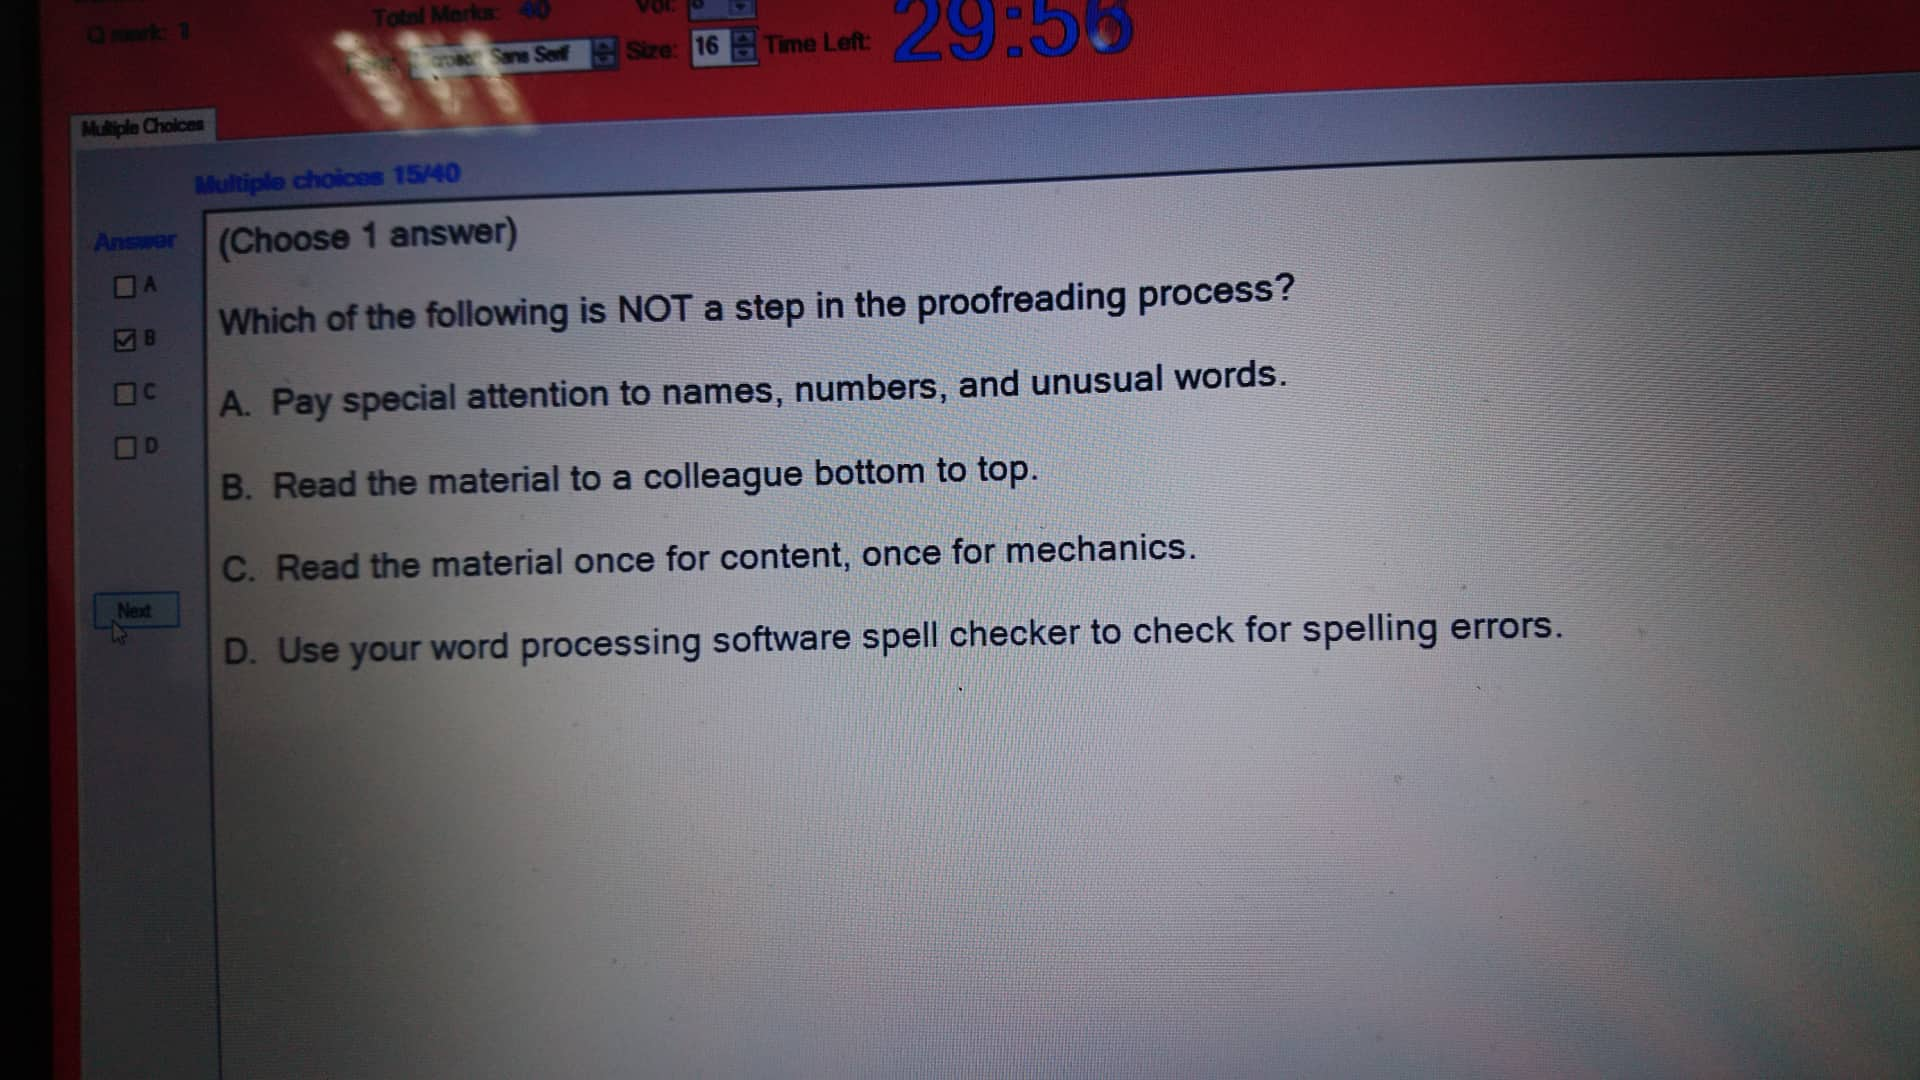 Total Marks: 40
Vol:
Q mark: 1
Sans Serif Size: 16 Time Left: 29:56
Multiple Choices
Multiple choices 15/40
Answer
(Choose 1 answer)
A
Which of the following is NOT a step in the proofreading process?
B
C
A. Pay special attention to names, numbers, and unusual words.
D
B. Read the material to a colleague bottom to top.
C. Read the material once for content, once for mechanics.
Next
D. Use your word processing software spell checker to check for spelling errors.